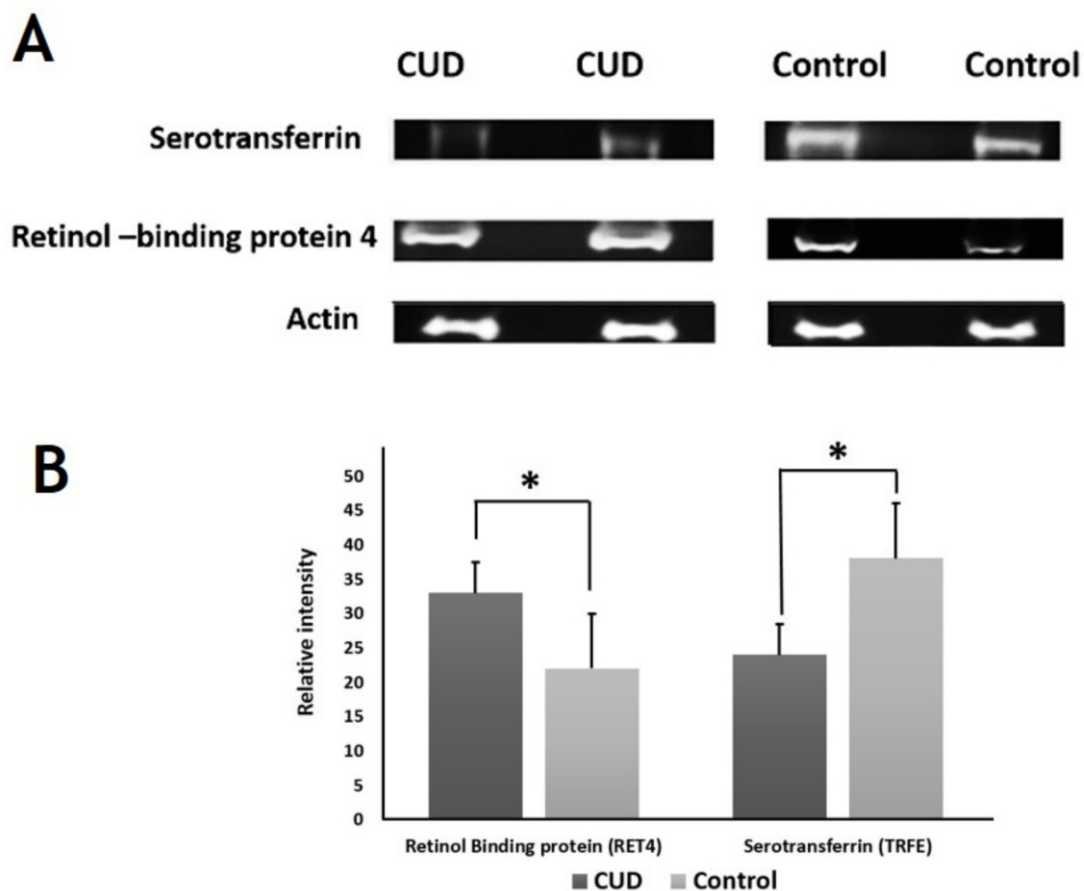 A
CUD CUD Control Control
Serotransferrin
Retinol –binding protein 4
Actin
B
* *
50
45
40
35
30
25
20
15
10
5
0
Relative intensity
Retinol Binding protein (RET4) Serotransferrin (TRFE)
CUD Control